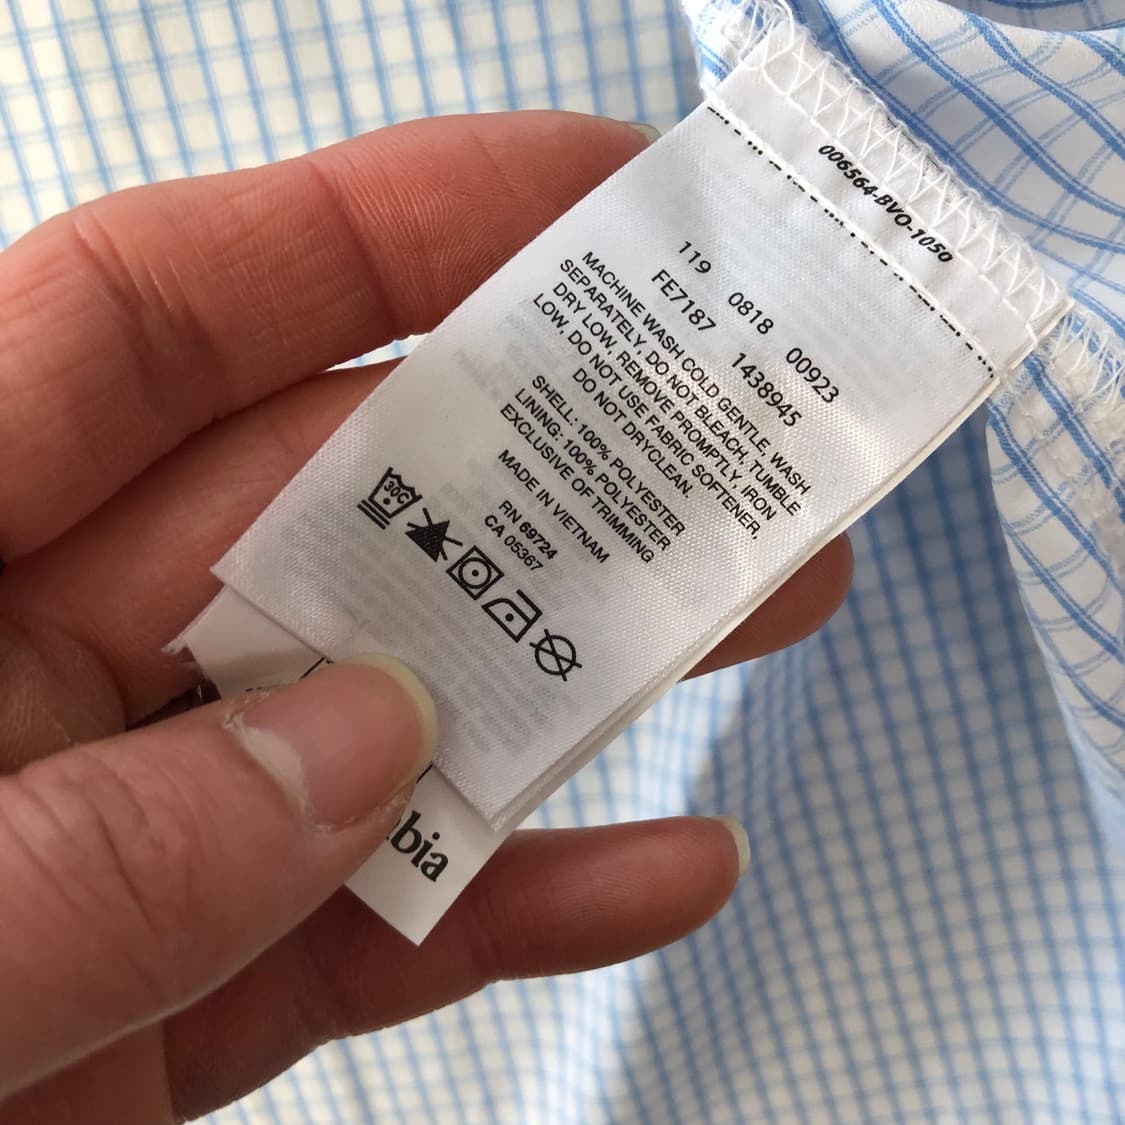 006564-BVO-1050
119 0818 00923
FE7187 1438945
MACHINE WASH COLD GENTLE, WASH
SEPARATELY, DO NOT BLEACH, TUMBLE
DRY LOW, REMOVE PROMPTLY, IRON
LOW, DO NOT USE FABRIC SOFTENER,
DO NOT DRYCLEAN.
SHELL: 100% POLYESTER
LINING: 100% POLYESTER
EXCLUSIVE OF TRIMMING
MADE IN VIETNAM
RN 69724
CA 05367
30C
bia